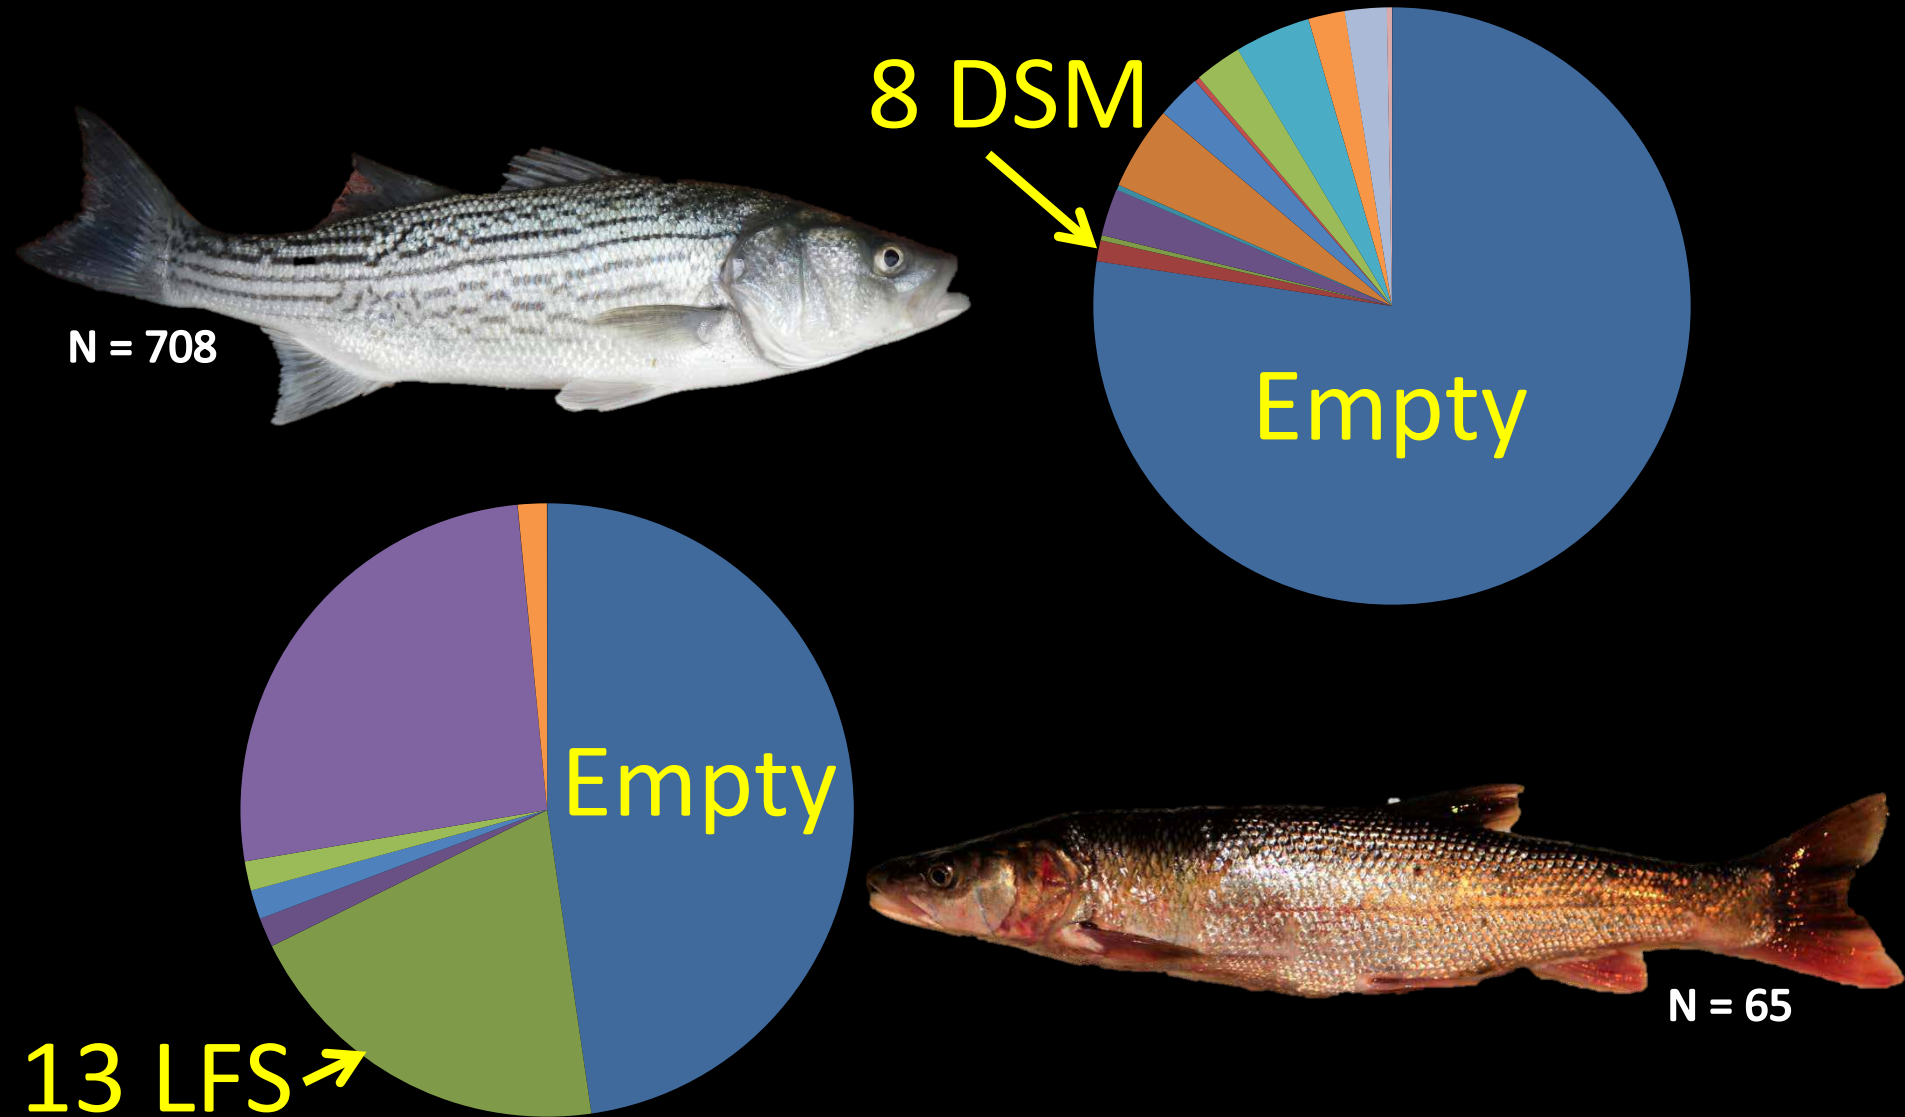 8 DSM
N = 708
Empty
Empty
N = 65
13 LFS